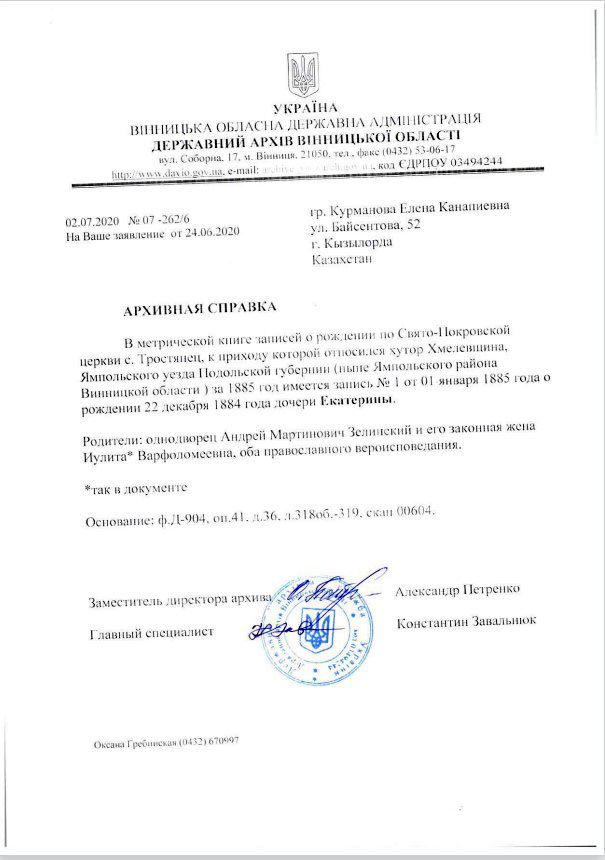 УКРАЇНА
ВІННИЦЬКА ОБЛАСНА ДЕРЖАВНА АДМІНІСТРАЦІЯ
ДЕРЖАВНИЙ АРХІВ ВІННИЦЬКОЇ ОБЛАСТІ
вул. Соборна, 17, м. Вінниця, 21050, тел., факс (0432) 53-06-17
http://www.davio.gov.ua, e-mail: код ЄДРПОУ 03494244
02.07.2020 № 07 -262/6
На Ваше заявление от 24.06.2020
гр. Курманова Елена Канапиевна
ул. Байсентова, 52
г. Кызылорда
Казахстан
АРХИВНАЯ СПРАВКА
В метрической книге записей о рождении по Свято-Покровской
церкви с. Тростянец, к приходу которой относился хутор Хмелевщина,
Ямпольского уезда Подольской губернии (ныне Ямпольского района
Винницкой области ) за 1885 год имеется запись № 1 от 01 января 1885 года о
рождении 22 декабря 1884 года дочери Екатерины.
Родители: однодворец Андрей Мартинович Зелинский и его законная жена
Иулита* Варфоломеевна, оба православного вероисповедания.
*так в документе
Основание: ф.Д-904, оп.41, д.36, л.318об.-319, скан 00604.
Заместитель директора архива
Александр Петренко
Главный специалист
Константин Завальнюк
Оксана Гребинская (0432) 670997